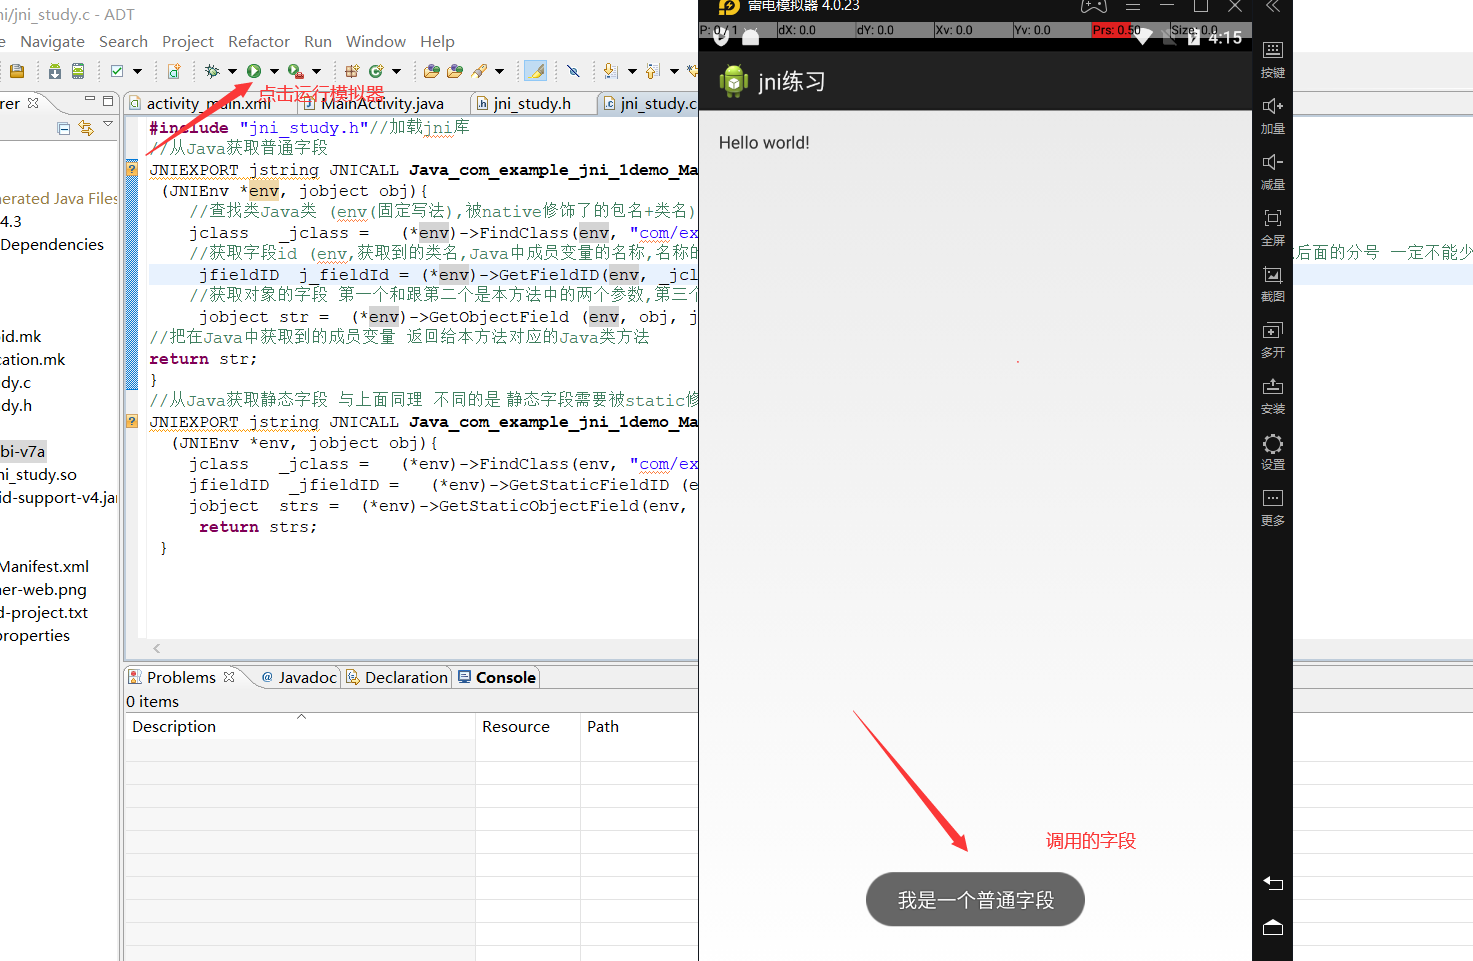 ni/jni_study.c - ADT
e Navigate Search Project Refactor Run Window Help
点击运行模拟器
rer
activity_main.xml MainActivity.java jni_study.h jni_study.c
#include "jni_study.h"//加载jni库
//从Java获取普通字段
JNIEXPORT jstring JNICALL Java_com_example_jni_1demo_Ma
(JNIEnv *env, jobject obj){
//查找类Java类 (env(固定写法),被native修饰了的包名+类名)
jclass _jclass = (*env)->FindClass(env, "com/ex
//获取字段id (env,获取到的类名,Java中成员变量的名称,名称的
后面的分号 一定不能少
jfieldID j_fieldId = (*env)->GetFieldID(env, _jcl
//获取对象的字段 第一个和跟第二个是本方法中的两个参数,第三个
jobject str = (*env)->GetObjectField (env, obj, j
//把在Java中获取到的成员变量 返回给本方法对应的Java类方法
return str;
}
//从Java获取静态字段 与上面同理 不同的是 静态字段需要被static修
JNIEXPORT jstring JNICALL Java_com_example_jni_1demo_Ma
(JNIEnv *env, jobject obj){
jclass _jclass = (*env)->FindClass(env, "com/ex
jfieldID _jfieldID = (*env)->GetStaticFieldID (e
jobject strs = (*env)->GetStaticObjectField(env,
return strs;
}
nerated Java Files
4.3
Dependencies
oid.mk
cation.mk
dy.c
dy.h
bi-v7a
ni_study.so
id-support-v4.jar
Manifest.xml
her-web.png
d-project.txt
properties
Problems @ Javadoc Declaration Console
0 items
Description Resource Path
雷电模拟器 4.0.23
P: 0 / 1 dX: 0.0 dY: 0.0 Xv: 0.0 Yv: 0.0 Prs: 0.50 Size: 0.0
4:15
jni练习
Hello world!
调用的字段
我是一个普通字段
按键
加量
减量
全屏
截图
多开
安装
设置
更多